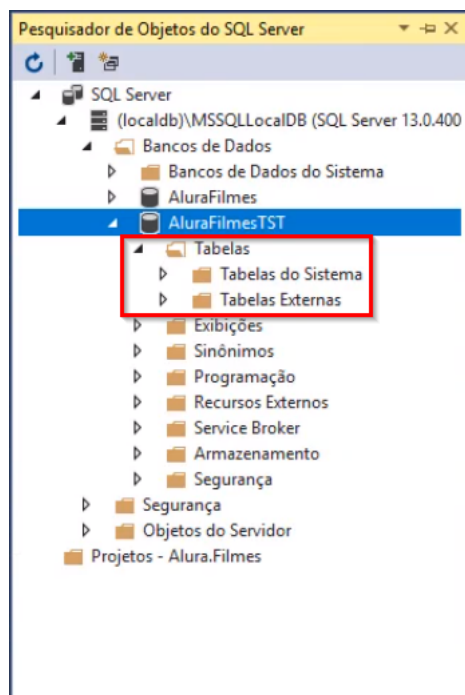 Pesquisador de Objetos do SQL Server
SQL Server
(localdb)\MSSQLLocalDB (SQL Server 13.0.400
Bancos de Dados
Bancos de Dados do Sistema
AluraFilmes
AluraFilmesTST
Tabelas
Tabelas do Sistema
Tabelas Externas
Exibições
Sinônimos
Programação
Recursos Externos
Service Broker
Armazenamento
Segurança
Segurança
Objetos do Servidor
Projetos - Alura.Filmes